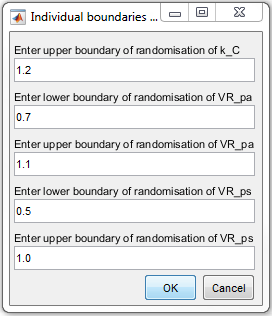 Individual boundaries ...
Enter upper boundary of randomisation of k_C
1.2
Enter lower boundary of randomisation of VR_pa
0.7
Enter upper boundary of randomisation of VR_pa
1.1
Enter lower boundary of randomisation of VR_ps
0.5
Enter upper boundary of randomisation of VR_ps
1.0
OK Cancel